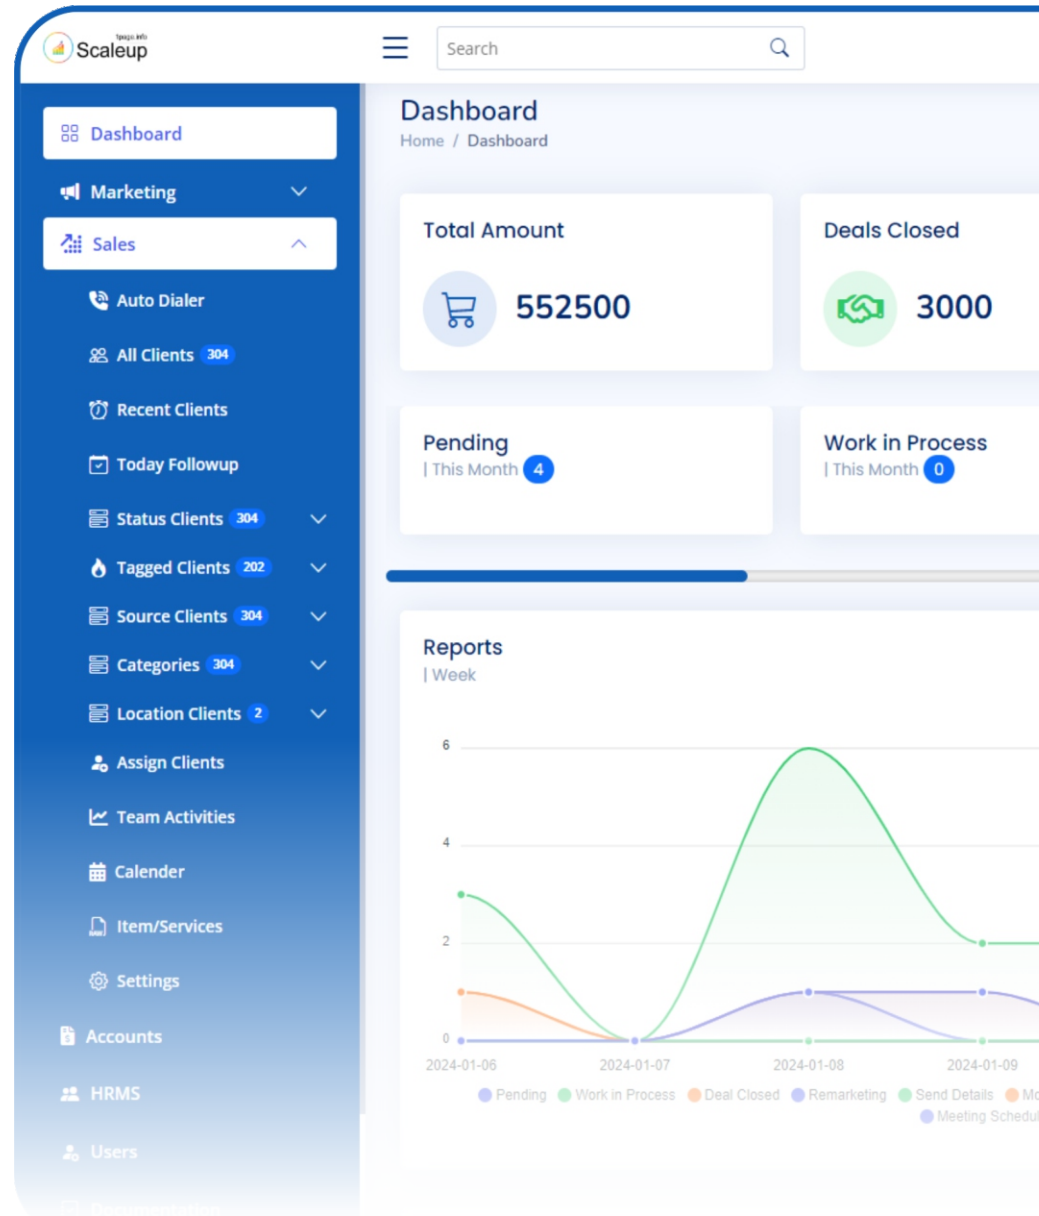 1page.info
Scaleup
Search
Dashboard
Marketing
Sales
Auto Dialer
All Clients 304
Recent Clients
Today Followup
Status Clients 304
Tagged Clients 202
Source Clients 304
Categories 304
Location Clients 2
Assign Clients
Team Activities
Calender
Item/Services
Settings
Accounts
HRMS
Users
Documentation
Dashboard
Home / Dashboard
Total Amount
552500
Deals Closed
3000
Pending
| This Month 4
Work in Process
| This Month 0
Reports
| Week
6
4
2
0
2024-01-06 2024-01-07 2024-01-08 2024-01-09
Pending Work in Process Deal Closed Remarketing Send Details Mo
Meeting Schedul